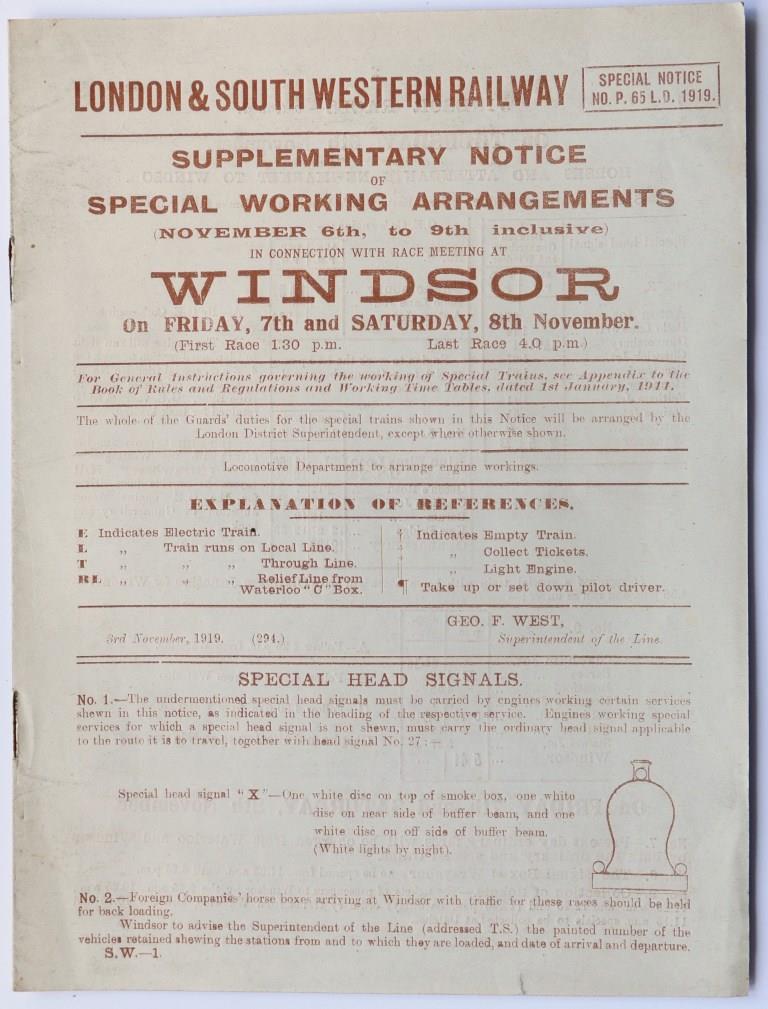 LONDON & SOUTH WESTERN RAILWAY
SPECIAL NOTICE
NO. P. 65 L.D. 1919.
SUPPLEMENTARY NOTICE
OF
SPECIAL WORKING ARRANGEMENTS
(NOVEMBER 6th, to 9th inclusive)
IN CONNECTION WITH RACE MEETING AT
WINDSOR
On FRIDAY, 7th and SATURDAY, 8th November.
(First Race 1.30 p.m. Last Race 4.0 p.m.)
For General Instructions governing the working of Special Trains, see Appendix to the
Book of Rules and Regulations and Working Time Tables, dated 1st January, 1911.
The whole of the Guards' duties for the special trains shown in this Notice will be arranged by the
London District Superintendent, except where otherwise shown.
Locomotive Department to arrange engine workings.
EXPLANATION OF REFERENCES.
E Indicates Electric Train.
L „ Train runs on Local Line.
T „ „ „ Through Line.
RL „ „ „ Relief Line from
Waterloo "C" Box.
† Indicates Empty Train.
„ Collect Tickets.
„ Light Engine.
¶ Take up or set down pilot driver.
GEO. F. WEST,
3rd November, 1919. (294.) Superintendent of the Line.
SPECIAL HEAD SIGNALS.
No. 1.—The undermentioned special head signals must be carried by engines working certain services
shewn in this notice, as indicated in the heading of the respective service. Engines working special
services for which a special head signal is not shewn, must carry the ordinary head signal applicable
to the route it is to travel, together with head signal No. 27 :—
Special head signal "X"—One white disc on top of smoke box, one white
disc on near side of buffer beam, and one
white disc on off side of buffer beam.
(White lights by night).
No. 2.—Foreign Companies' horse boxes arriving at Windsor with traffic for these races should be held
for back loading.
Windsor to advise the Superintendent of the Line (addressed T.S.) the painted number of the
vehicles retained shewing the stations from and to which they are loaded, and date of arrival and departure.
S.W.—1.